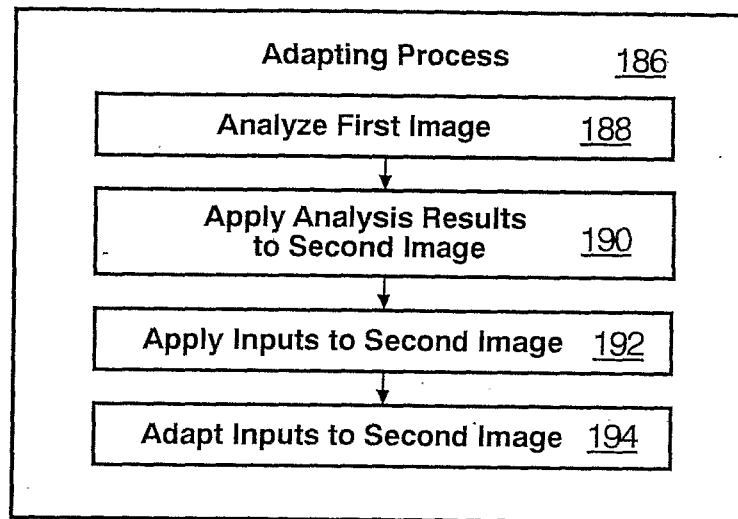 Adapting Process 186
Analyze First Image 188
Apply Analysis Results
to Second Image 190
Apply Inputs to Second Image 192
Adapt Inputs to Second Image 194